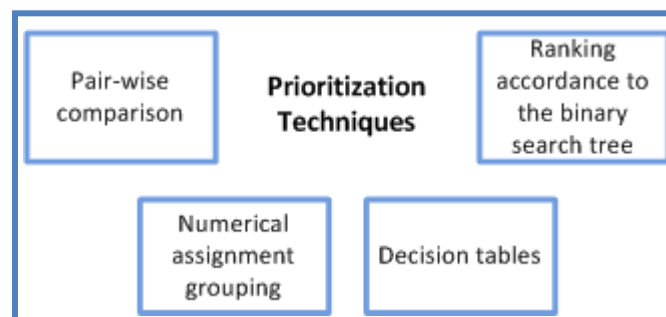 Pair-wise
comparison
Prioritization
Techniques
Ranking
accordance to
the binary
search tree
Numerical
assignment
grouping
Decision tables